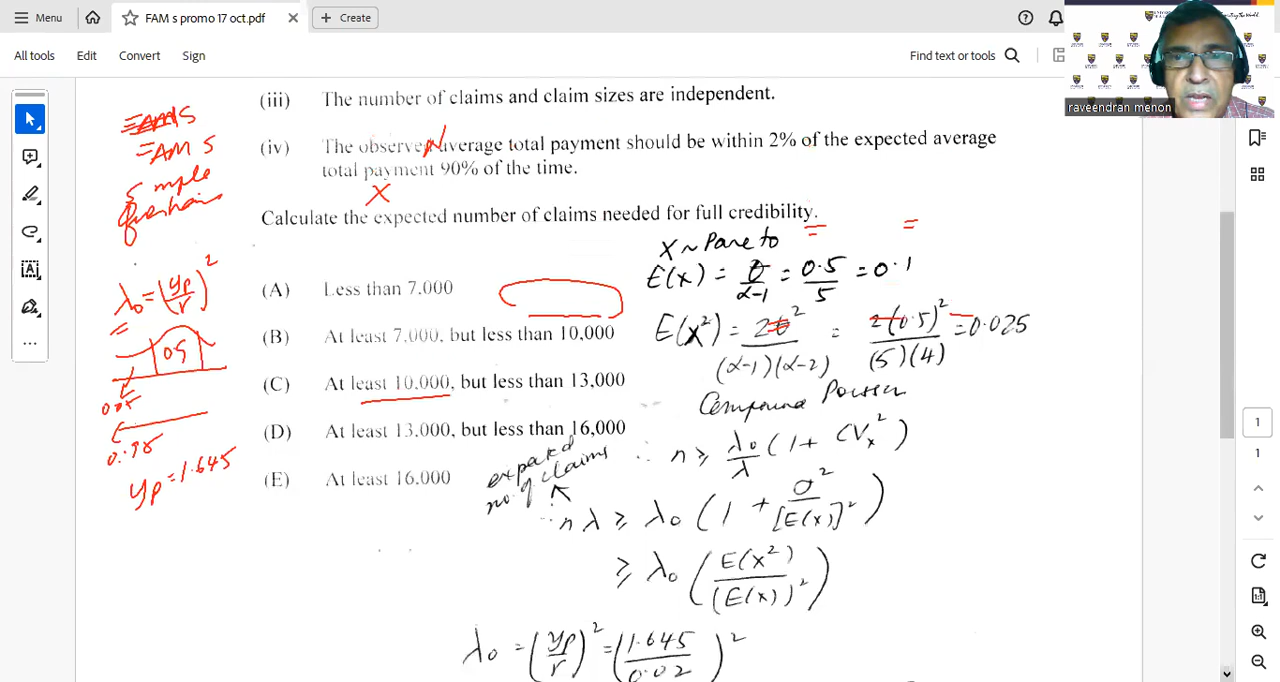 Menu
FAM s promo 17 oct.pdf
Create
All tools
Edit
Convert
Sign
Find text or tools
raveendran menon
(iii) The number of claims and claim sizes are independent.
(iv) The observed average total payment should be within 2% of the expected average
total payment 90% of the time.
N
X
Calculate the expected number of claims needed for full credibility.
(A) Less than 7.000
(B) At least 7.000, but less than 10,000
(C) At least 10.000, but less than 13,000
(D) At least 13.000, but less than 16,000
(E) At least 16.000
AMS
AM S
Sample
Questions
λ₀ = (yp/r)²
05
0.05
0.95
yp = 1.645
X ~ Pareto
E(X) = θ/α-1 = 0.5/5 = 0.1
E(X²) = 2θ²/(α-1)(α-2) = 2(0.5)²/(5)(4) = 0.025
Compound Poisson
∴ n ≥ λ₀/λ (1 + CVₓ²)
expected
no. of claims
∴ nλ ≥ λ₀ (1 + σ²/[E(x)]²)
≥ λ₀ (E(x²)/(E(x))²)
λ₀ = (yp/r)² = (1.645/0.02)²
1
1